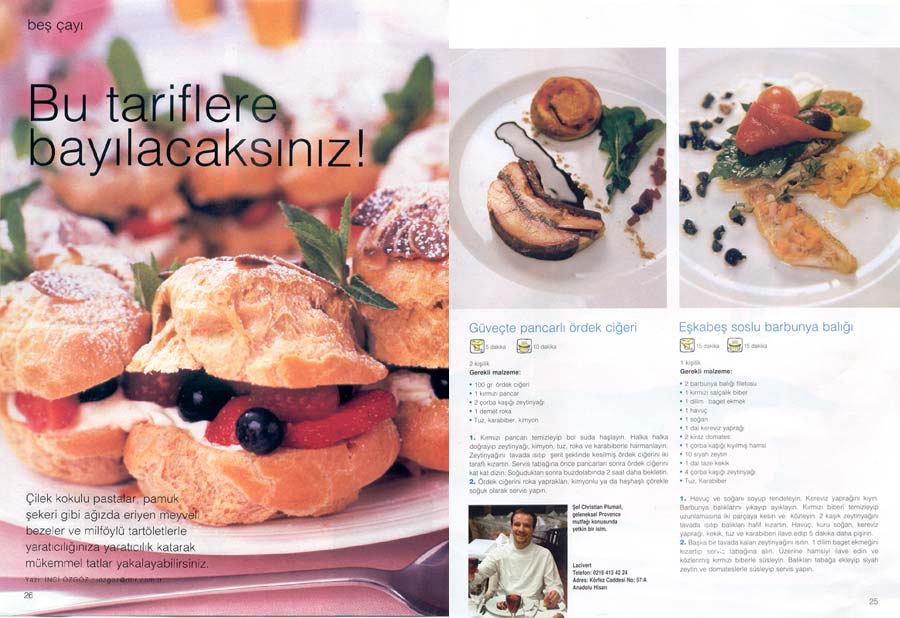 beş çayı
Bu tariflere
bayılacaksınız!
Çilek kokulu pastalar, pamuk
şekeri gibi ağızda eriyen meyveli
bezeler ve milföylü tartöletlerle
yaratıcılığınıza yaratıcılık katarak
mükemmel tatlar yakalayabilirsiniz.
Yazı: İNCİ ÖZGÖZ
26
Güveçte pancarlı ördek ciğeri
5 dakika 10 dakika
2 kişilik
Gerekli malzeme:
• 100 gr ördek ciğeri
• 1 kırmızı pancar
• 2 çorba kaşığı zeytinyağı
• 1 demet roka
• Tuz, karabiber, kimyon
1. Kırmızı pancarı temizleyip bol suda haşlayın. Halka halka
doğrayıp zeytinyağı, kimyon, tuz, roka ve karabiberle harmanlayın.
Zeytinyağını tavada ısıtıp şerit şeklinde kesilmiş ördek ciğerini iki
taraflı kızartın. Servis tabağına önce pancarları sonra ördek ciğerini
kat kat dizin. Soğuduktan sonra buzdolabında 2 saat daha bekletin.
2. Ördek ciğerini roka yaprakları, kimyonlu ya da haşhaşlı çörekle
soğuk olarak servis yapın.
Şef Christian Plumail,
geleneksel Provence
mutfağı konusunda
yetkin bir isim.
Lacivert
Telefon: 0216 413 42 24
Adres: Körfez Caddesi No: 57/A
Anadolu Hisarı
Eşkabeş soslu barbunya balığı
15 dakika 15 dakika
1 kişilik
Gerekli malzeme:
• 2 barbunya balığı filetosu
• 1 kırmızı salçalık biber
• 1 dilim baget ekmek
• 1 havuç
• 1 soğan
• 1 dal kereviz yaprağı
• 2 kiraz domates
• 1 çorba kaşığı kıyılmış hamsi
• 10 siyah zeytin
• 1 dal taze kekik
• 4 çorba kaşığı zeytinyağı
• Tuz, Karabiber
1. Havuç ve soğanı soyup rendeleyin. Kereviz yaprağını kıyın.
Barbunya balıklarını yıkayıp ayıklayın. Kırmızı biberi temizleyip
uzunlamasına iki parçaya kesin ve közleyin. 2 kaşık zeytinyağını
tavada ısıtıp balıkları hafif kızartın. Havuç, kuru soğan, kereviz
yaprağı, kekik, tuz ve karabiberi ilave edip 5 dakika daha pişirin.
2. Başka bir tavada kalan zeytinyağını ısıtın. 1 dilim baget ekmeğini
kızartıp servis tabağına alın. Üzerine hamsiyi ilave edin ve
közlenmiş kırmızı biberle süsleyin. Balıkları tabağa ekleyip siyah
zeytin ve domateslerle süsleyip servis yapın.
25